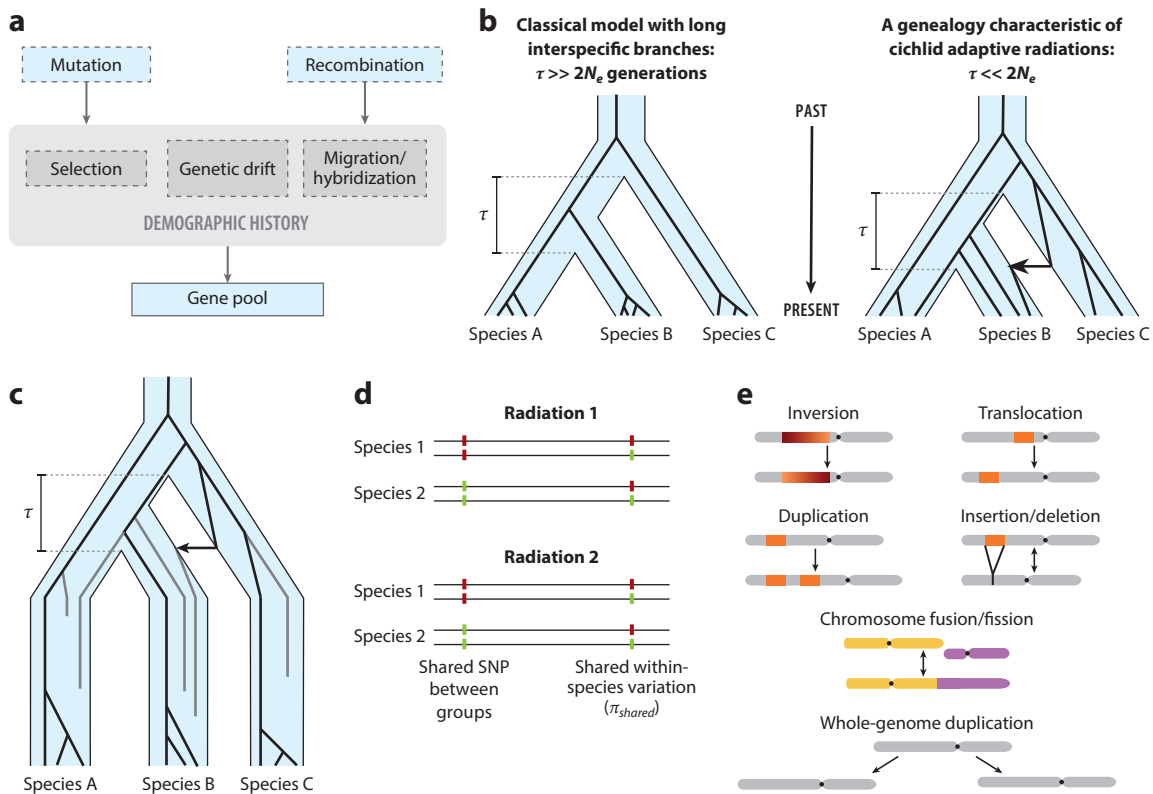 a
Mutation
Recombination
Selection
Genetic drift
Migration/
hybridization
DEMOGRAPHIC HISTORY
Gene pool
b
Classical model with long
interspecific branches:
τ >> 2Nₑ generations
A genealogy characteristic of
cichlid adaptive radiations:
τ << 2Nₑ
PAST
PRESENT
τ
Species A
Species B
Species C
τ
Species A
Species B
Species C
c
τ
Species A
Species B
Species C
d
Radiation 1
Species 1
Species 2
Radiation 2
Species 1
Species 2
Shared SNP
between
groups
Shared within-
species variation
(π shared)
e
Inversion
Translocation
Duplication
Insertion/deletion
Chromosome fusion/fission
Whole-genome duplication